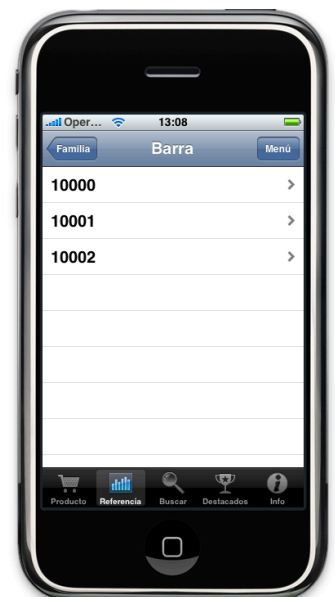 Oper... 13:08
Familia Barra Menú
10000
10001
10002
Producto Referencia Buscar Destacados Info